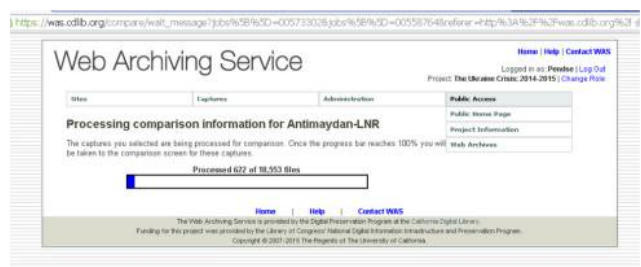 https://was.cdlib.org/compare/wait_message?jobs%5B%5D=00573302&jobs%5B%5D=00558764&referer=http%3A%2F%2Fwas.cdlib.org%2F
Web Archiving Service
Home | Help | Contact WAS
Logged in as: Pendse | Log Out
Project: The Ukraine Crisis: 2014-2015 | Change Role
Sites Captures Administration Public Access
Public Home Page
Project Information
Web Archives
Processing comparison information for Antimaydan-LNR
The captures you selected are being processed for comparison. Once the progress bar reaches 100% you will
be taken to the comparison screen for these captures.
Processed 622 of 18,553 files
Home | Help | Contact WAS
The Web Archiving Service is provided by the Digital Preservation Program at the California Digital Library.
Funding for this project was provided by the Library of Congress' National Digital Information Infrastructure and Preservation Program.
Copyright © 2007-2015 The Regents of The University of California.